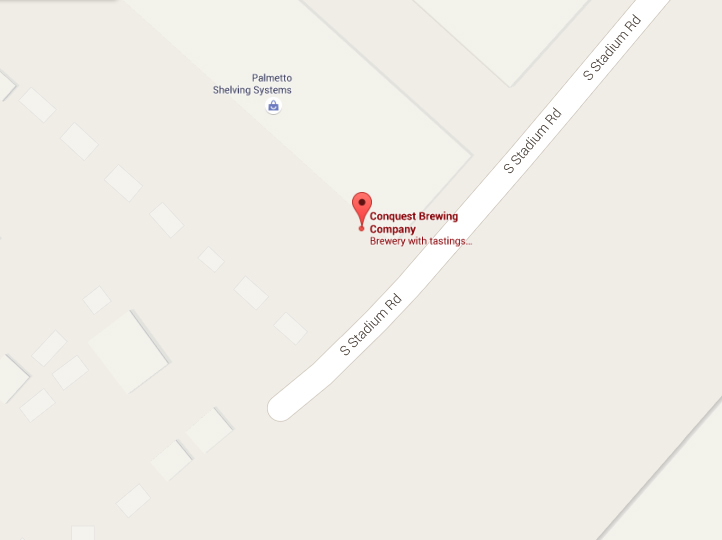 S Stadium Rd
Palmetto
Shelving Systems
S Stadium Rd
Conquest Brewing
Company
Brewery with tastings...
S Stadium Rd